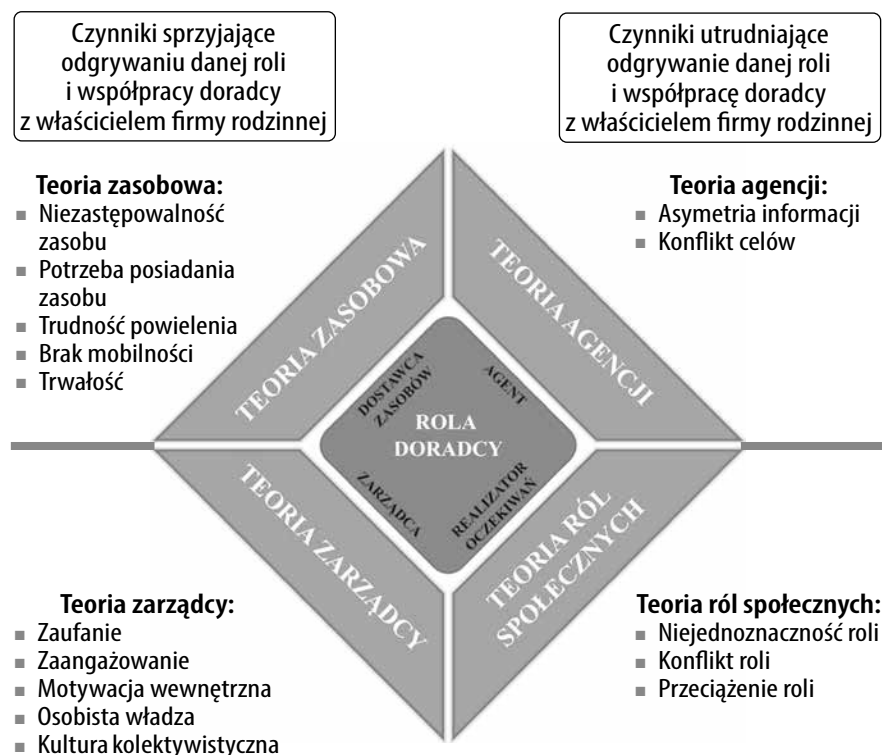 Czynniki sprzyjające
odgrywaniu danej roli
i współpracy doradcy
z właścicielem firmy rodzinnej
Czynniki utrudniające
odgrywanie danej roli
i współpracę doradcy
z właścicielem firmy rodzinnej
Teoria zasobowa:
▪ Niezastępowalność
zasobu
▪ Potrzeba posiadania
zasobu
▪ Trudność powielenia
▪ Brak mobilności
▪ Trwałość
Teoria agencji:
▪ Asymetria informacji
▪ Konflikt celów
TEORIA ZASOBOWA
TEORIA AGENCJI
DOSTAWCA
ZASOBÓW
AGENT
ROLA
DORADCY
ZARZĄDCA
REALIZATOR
OCZEKIWAŃ
TEORIA ZARZĄDCY
TEORIA RÓL
SPOŁECZNYCH
Teoria zarządcy:
▪ Zaufanie
▪ Zaangażowanie
▪ Motywacja wewnętrzna
▪ Osobista władza
▪ Kultura kolektywistyczna
Teoria ról społecznych:
▪ Niejednoznaczność roli
▪ Konflikt roli
▪ Przeciążenie roli